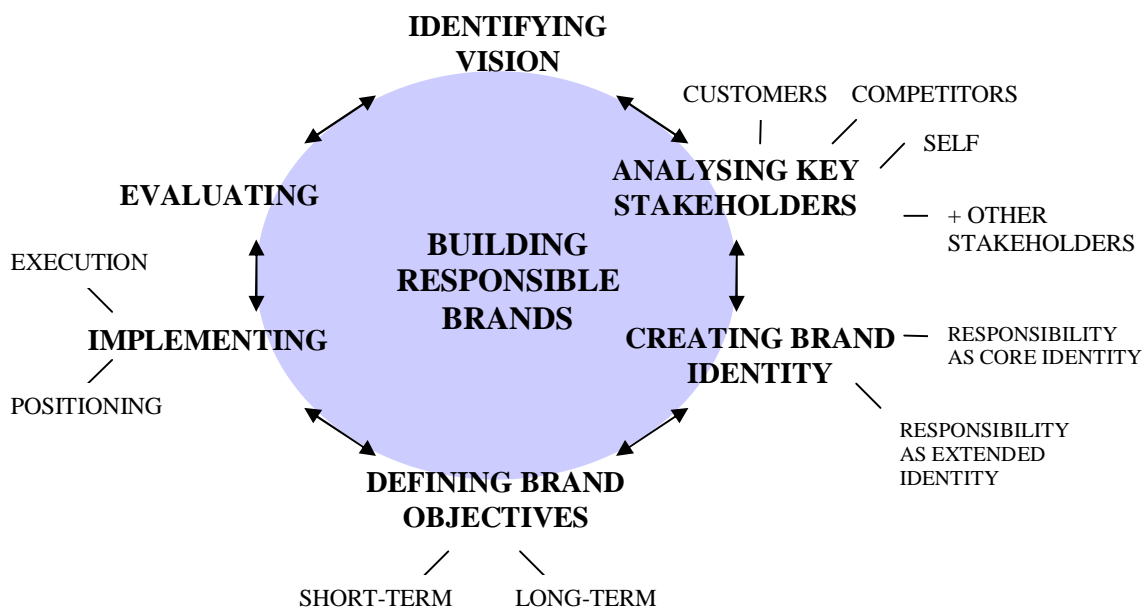 IDENTIFYING
VISION
CUSTOMERS
COMPETITORS
SELF
ANALYSING KEY
STAKEHOLDERS
+ OTHER
STAKEHOLDERS
EVALUATING
BUILDING
RESPONSIBLE
BRANDS
EXECUTION
IMPLEMENTING
POSITIONING
CREATING BRAND
IDENTITY
RESPONSIBILITY
AS CORE IDENTITY
RESPONSIBILITY
AS EXTENDED
IDENTITY
DEFINING BRAND
OBJECTIVES
SHORT-TERM
LONG-TERM